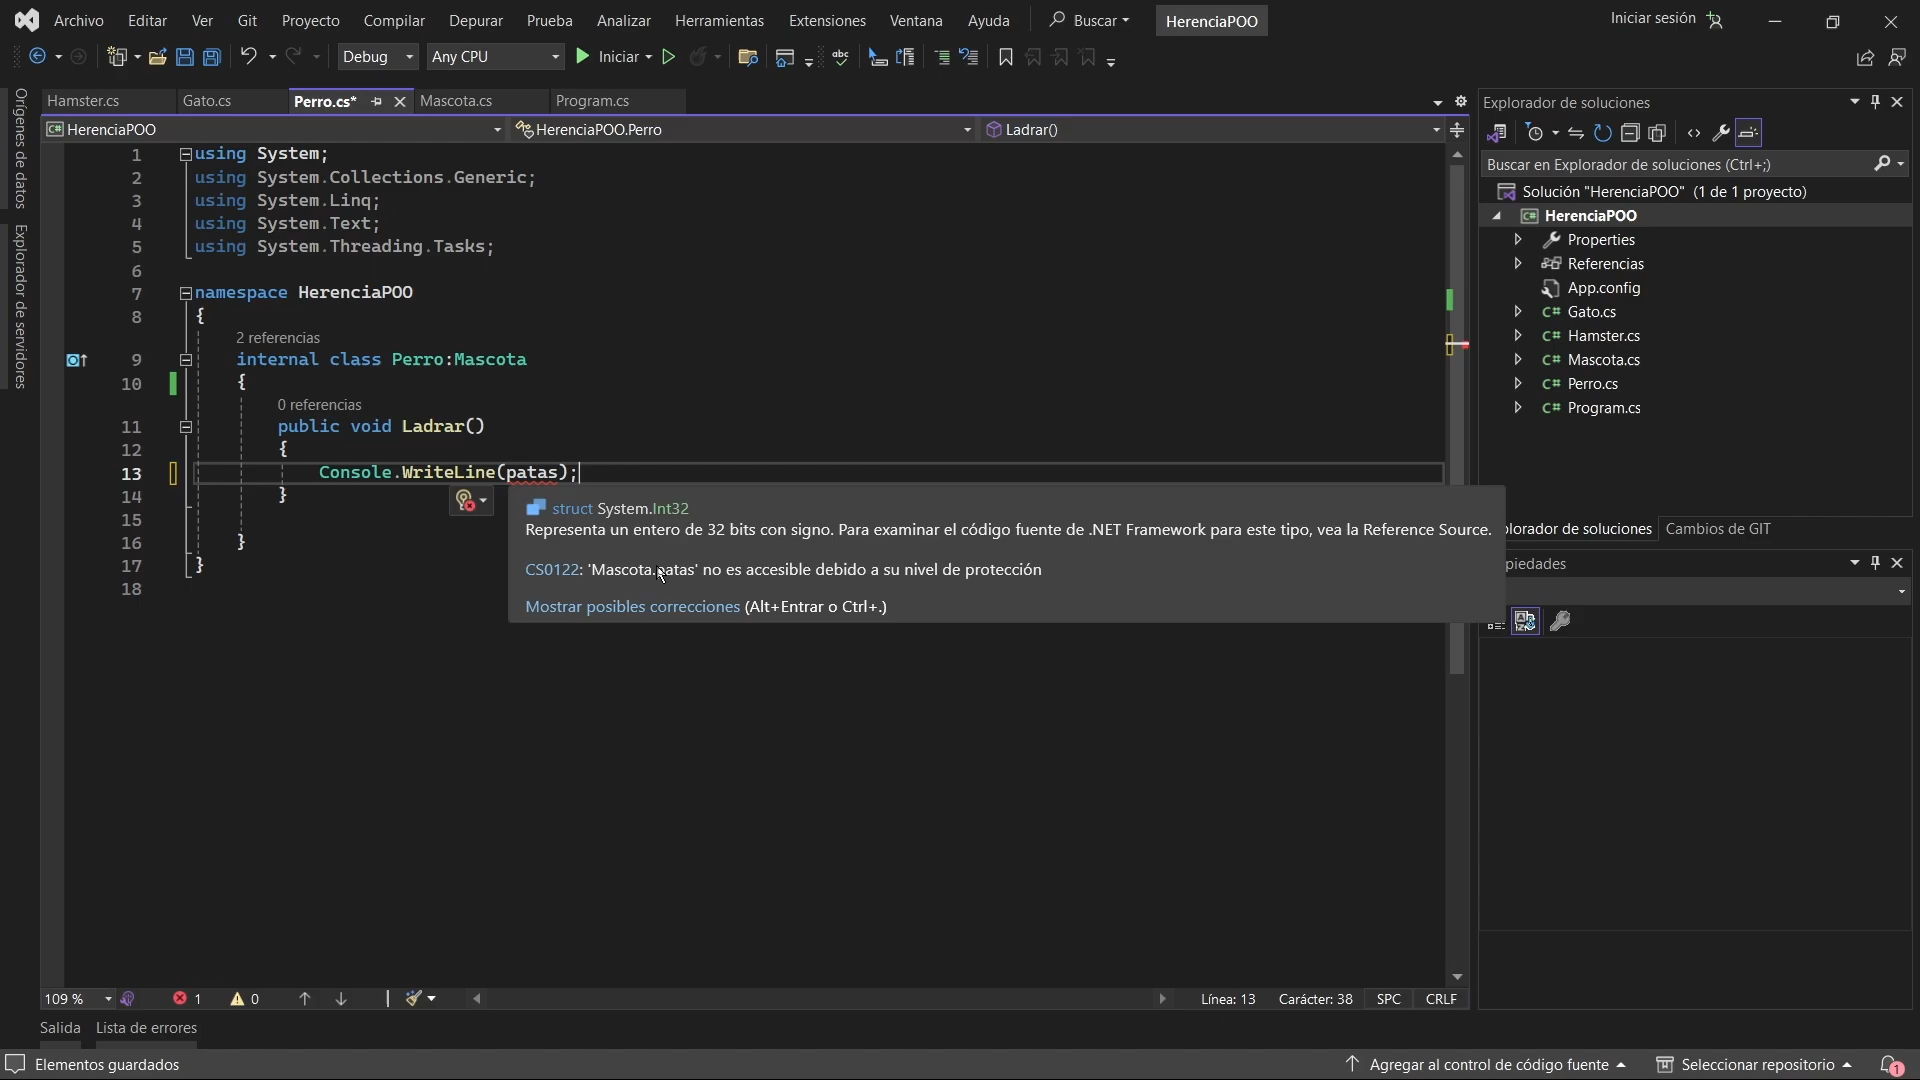 Archivo Editar Ver Git Proyecto Compilar Depurar Prueba Analizar Herramientas Extensiones Ventana Ayuda Buscar HerenciaPOO Iniciar sesión
Debug Any CPU Iniciar abc
Orígenes de datos
Explorador de servidores
Hamster.cs Gato.cs Perro.cs* Mascota.cs Program.cs
C# HerenciaPOO HerenciaPOO.Perro Ladrar()
1 using System;
2 using System.Collections.Generic;
3 using System.Linq;
4 using System.Text;
5 using System.Threading.Tasks;
6
7 namespace HerenciaPOO
8 {
2 referencias
9 internal class Perro:Mascota
10 {
0 referencias
11 public void Ladrar()
12 {
13 Console.WriteLine(patas);
14 }
15
16 }
17 }
18
struct System.Int32
Representa un entero de 32 bits con signo. Para examinar el código fuente de .NET Framework para este tipo, vea la Reference Source.
CS0122: 'Mascota.patas' no es accesible debido a su nivel de protección
Mostrar posibles correcciones (Alt+Entrar o Ctrl+.)
Explorador de soluciones
Buscar en Explorador de soluciones (Ctrl+;)
Solución "HerenciaPOO" (1 de 1 proyecto)
C# HerenciaPOO
Properties
Referencias
App.config
C# Gato.cs
C# Hamster.cs
C# Mascota.cs
C# Perro.cs
C# Program.cs
plorador de soluciones Cambios de GIT
piedades
109 % 1 0 Línea: 13 Carácter: 38 SPC CRLF
Salida Lista de errores
Elementos guardados Agregar al control de código fuente Seleccionar repositorio 1